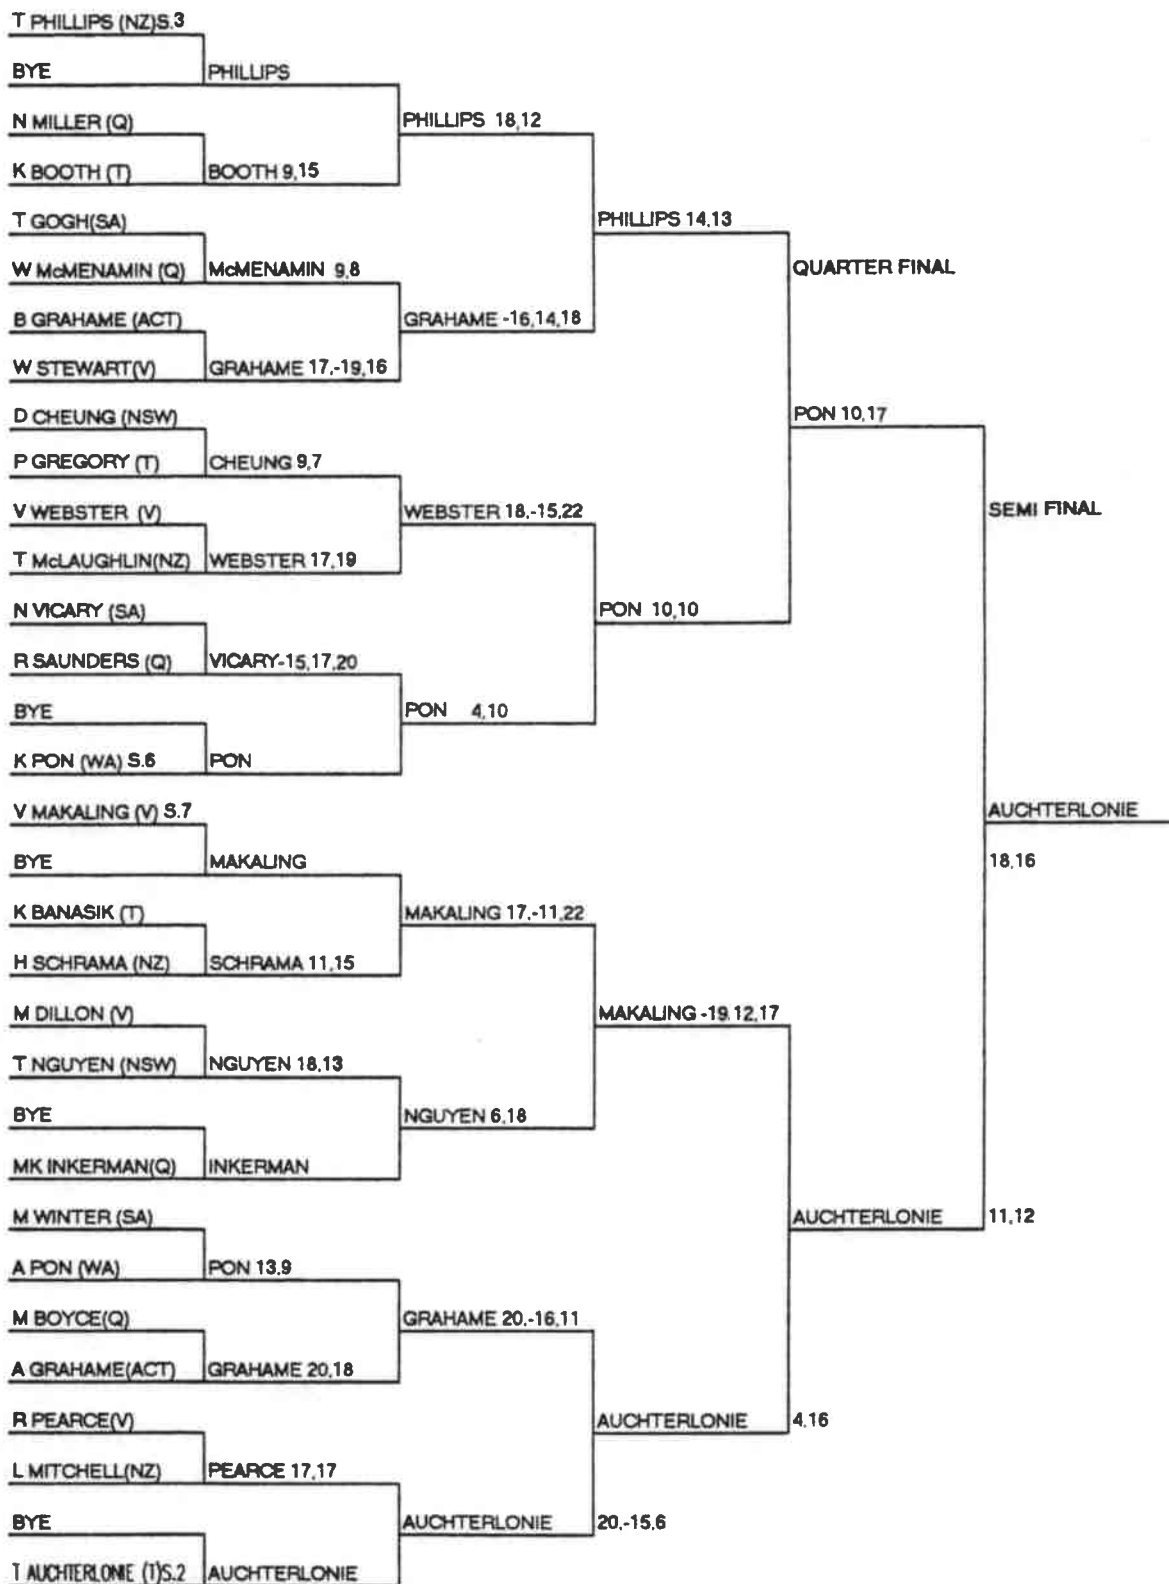 T PHILLIPS (NZ)S.3
BYE
PHILLIPS
N MILLER (Q)
PHILLIPS 18,12
K BOOTH (T)
BOOTH 9,15
T GOGH(SA)
PHILLIPS 14,13
W McMENAMIN (Q)
McMENAMIN 9,8
QUARTER FINAL
B GRAHAME (ACT)
GRAHAME -16,14,18
W STEWART(V)
GRAHAME 17,-19,16
D CHEUNG (NSW)
PON 10,17
P GREGORY (T)
CHEUNG 9,7
V WEBSTER (V)
WEBSTER 18,-15,22
SEMI FINAL
T McLAUGHLIN(NZ)
WEBSTER 17,19
N VICARY (SA)
PON 10,10
R SAUNDERS (Q)
VICARY-15,17,20
BYE
PON 4,10
K PON (WA) S.6
PON
V MAKALING (V) S.7
AUCHTERLONIE
BYE
MAKALING
18,16
K BANASIK (T)
MAKALING 17,-11,22
H SCHRAMA (NZ)
SCHRAMA 11,15
M DILLON (V)
MAKALING -19,12,17
T NGUYEN (NSW)
NGUYEN 18,13
BYE
NGUYEN 6,18
MK INKERMAN(Q)
INKERMAN
M WINTER (SA)
AUCHTERLONIE
11,12
A PON (WA)
PON 13,9
M BOYCE(Q)
GRAHAME 20,-16,11
A GRAHAME(ACT)
GRAHAME 20,18
R PEARCE(V)
AUCHTERLONIE
4,16
L MITCHELL(NZ)
PEARCE 17,17
BYE
AUCHTERLONIE
20,-15,6
T AUCHTERLONIE (T)S.2
AUCHTERLONIE